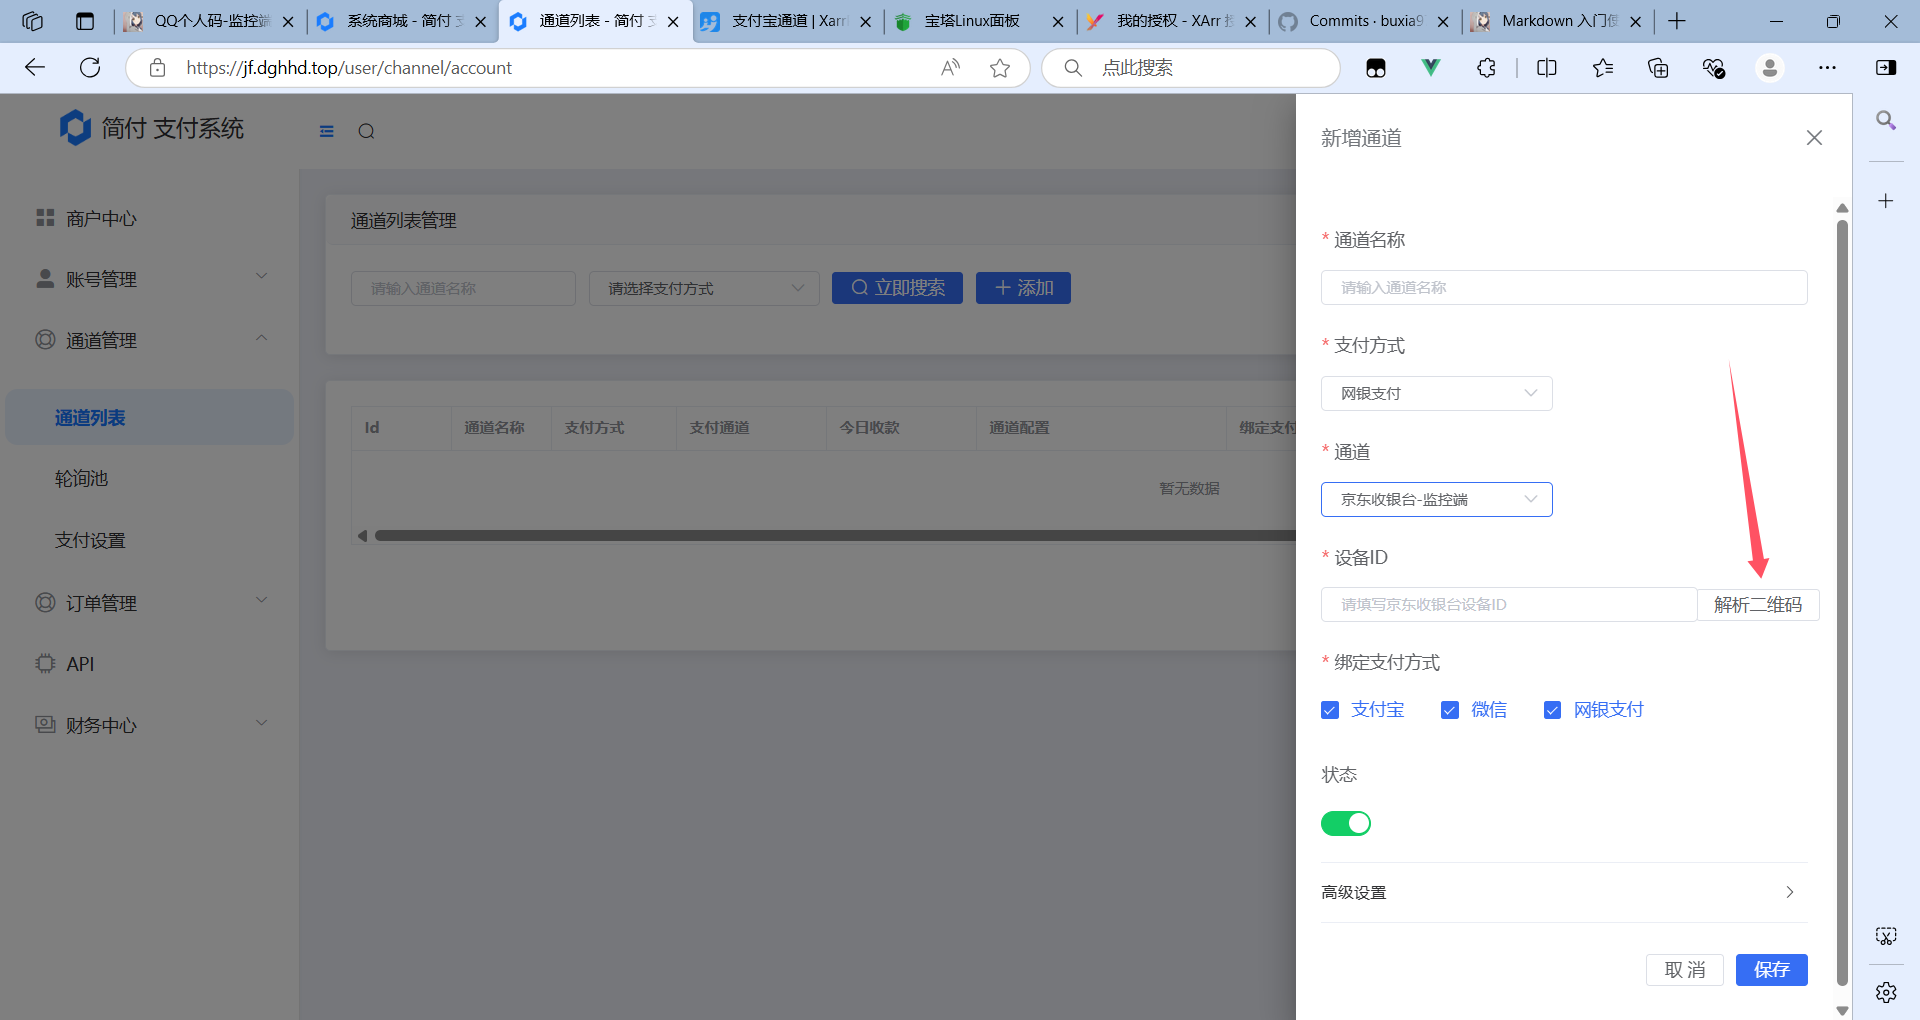 QQ个人码-监控端
系统商城 - 简付 支
通道列表 - 简付 支
支付宝通道 | Xarr
宝塔Linux面板
我的授权 - XArr 授
Commits · buxia9
Markdown 入门使
https://jf.dghhd.top/user/channel/account
点此搜索
简付 支付系统
商户中心
账号管理
通道管理
通道列表
轮询池
支付设置
订单管理
API
财务中心
通道列表管理
请输入通道名称
请选择支付方式
立即搜索
添加
Id
通道名称
支付方式
支付通道
今日收款
通道配置
绑定支付
暂无数据
新增通道
* 通道名称
请输入通道名称
* 支付方式
网银支付
* 通道
京东收银台-监控端
* 设备ID
请填写京东收银台设备ID
解析二维码
* 绑定支付方式
支付宝
微信
网银支付
状态
高级设置
取 消
保存